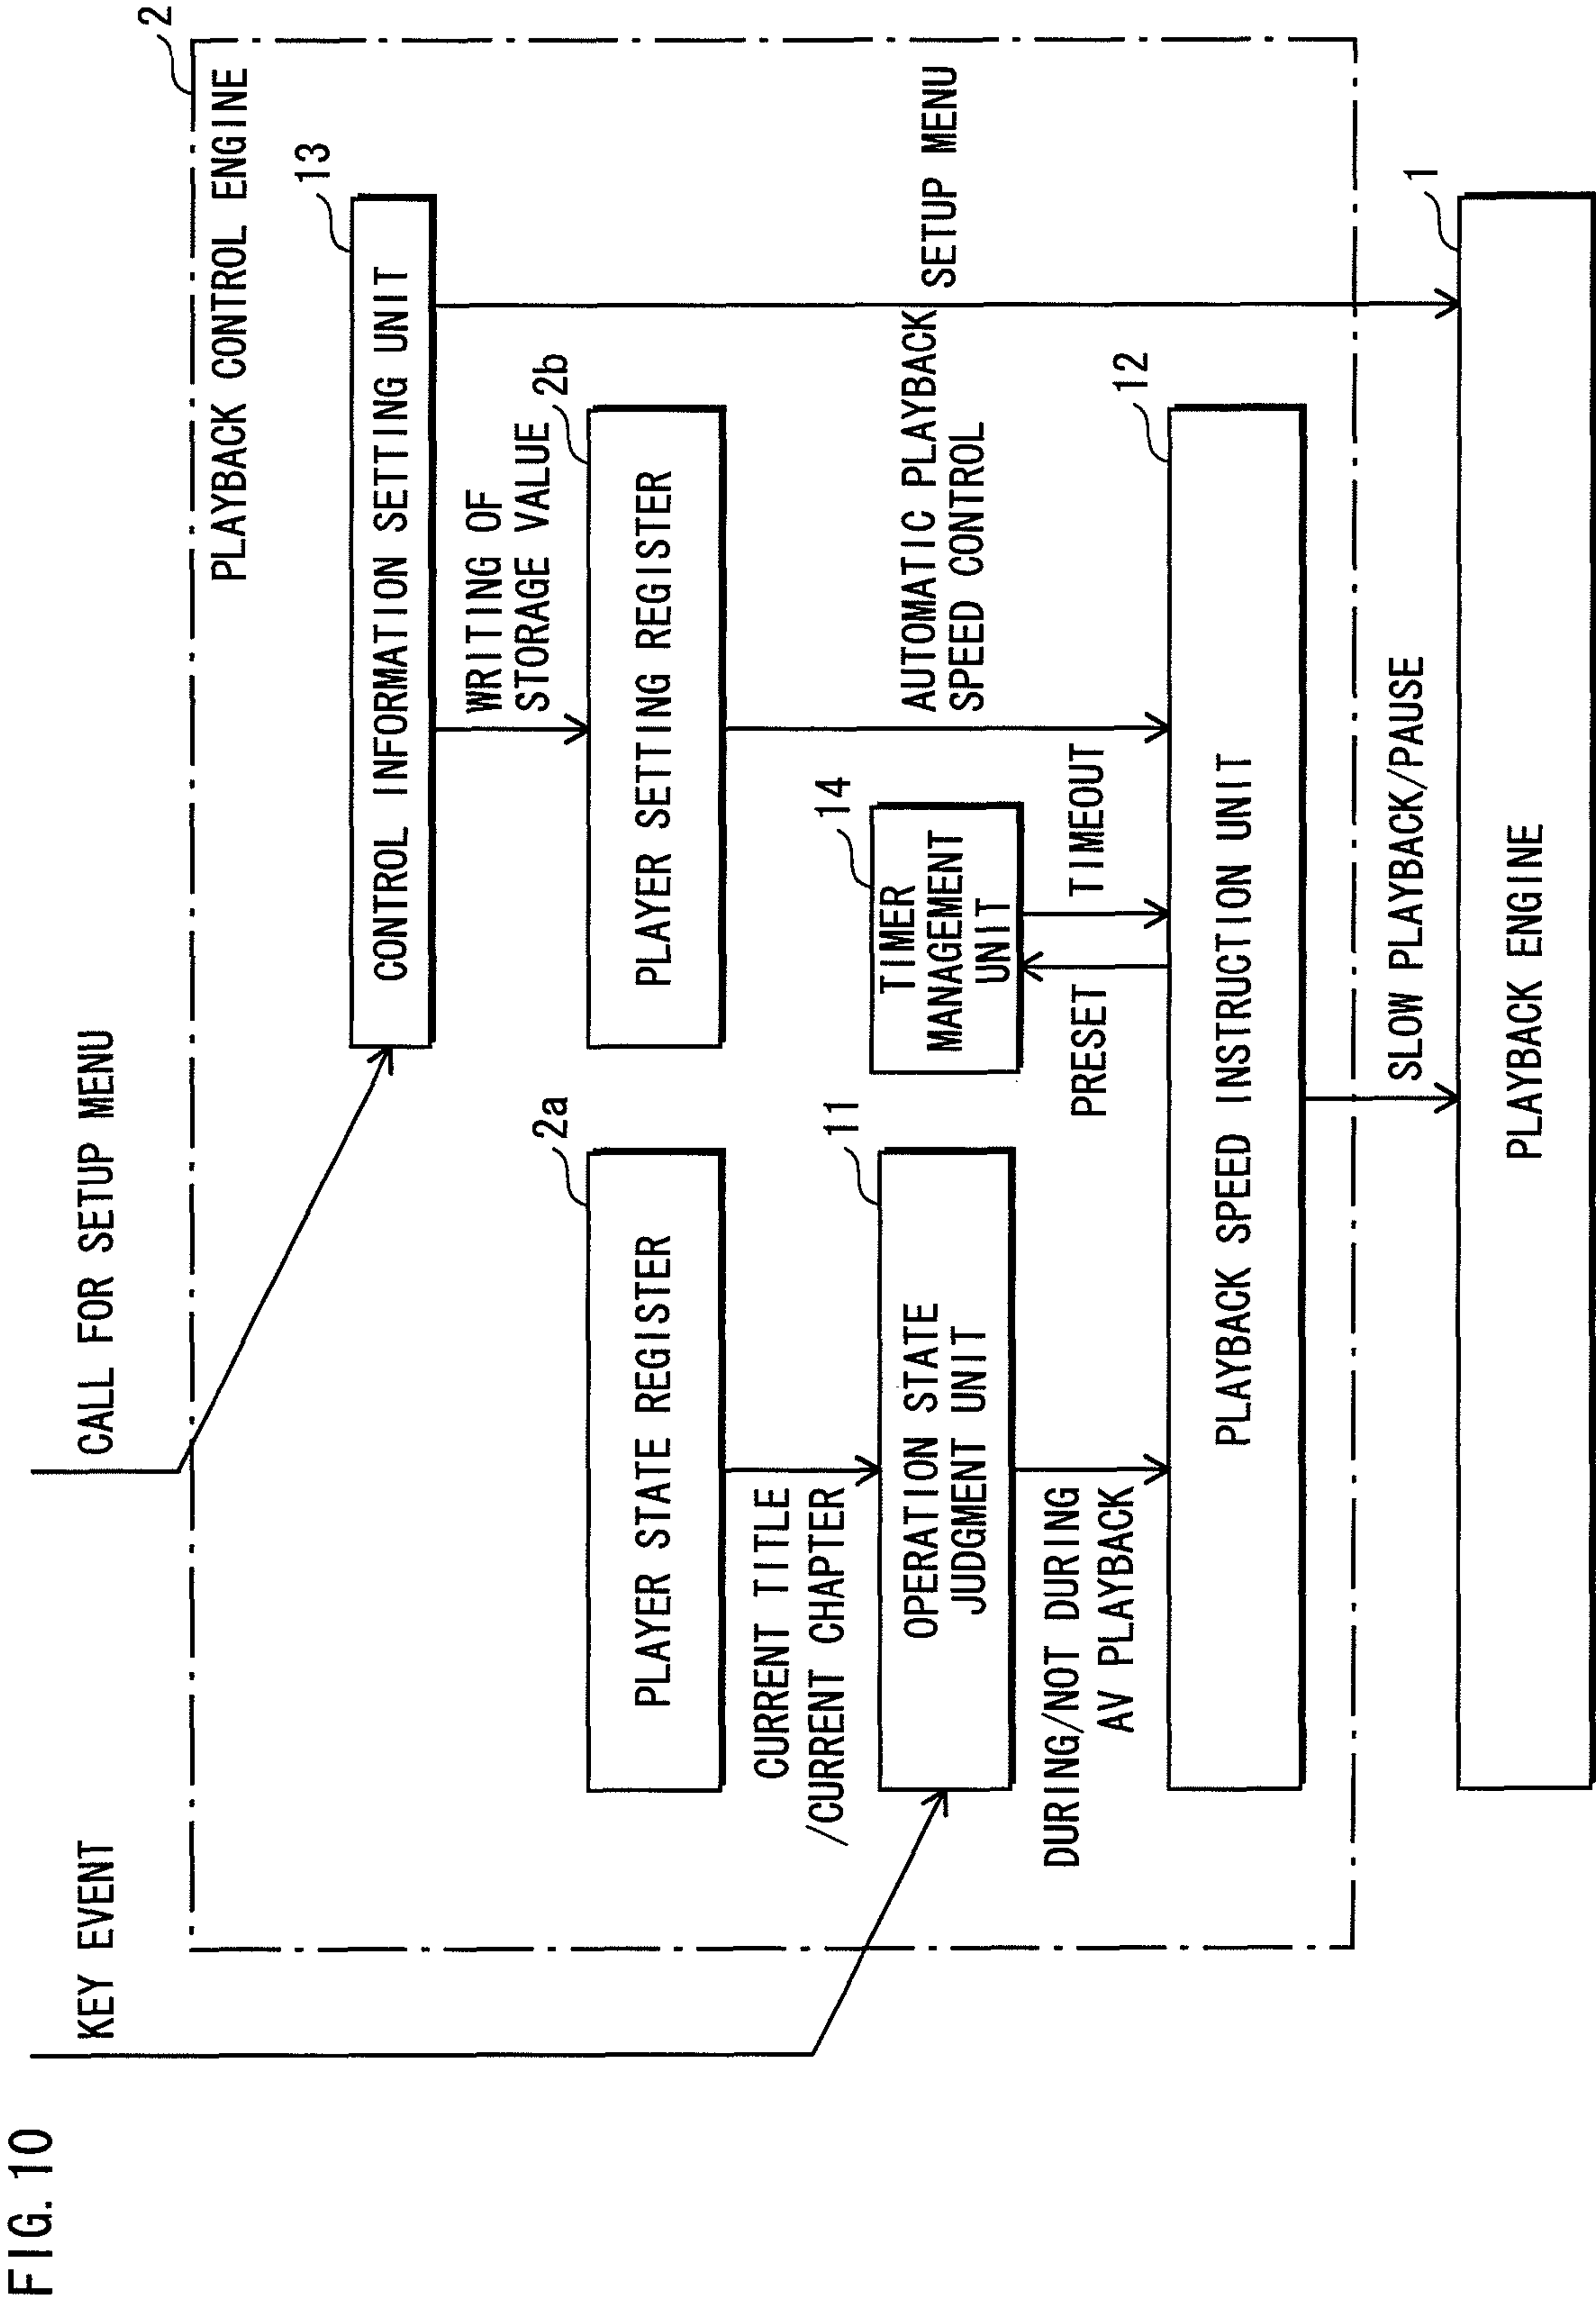 FIG. 10
KEY EVENT
CALL FOR SETUP MENU
2
PLAYBACK CONTROL ENGINE
13
CONTROL INFORMATION SETTING UNIT
WRITING OF
STORAGE VALUE
2a
PLAYER STATE REGISTER
2b
PLAYER SETTING REGISTER
CURRENT TITLE
/CURRENT CHAPTER
11
OPERATION STATE
JUDGMENT UNIT
14
TIMER
MANAGEMENT
UNIT
AUTOMATIC PLAYBACK
SPEED CONTROL
SETUP MENU
DURING/NOT DURING
AV PLAYBACK
PRESET
TIMEOUT
12
PLAYBACK SPEED INSTRUCTION UNIT
SLOW PLAYBACK/PAUSE
1
PLAYBACK ENGINE